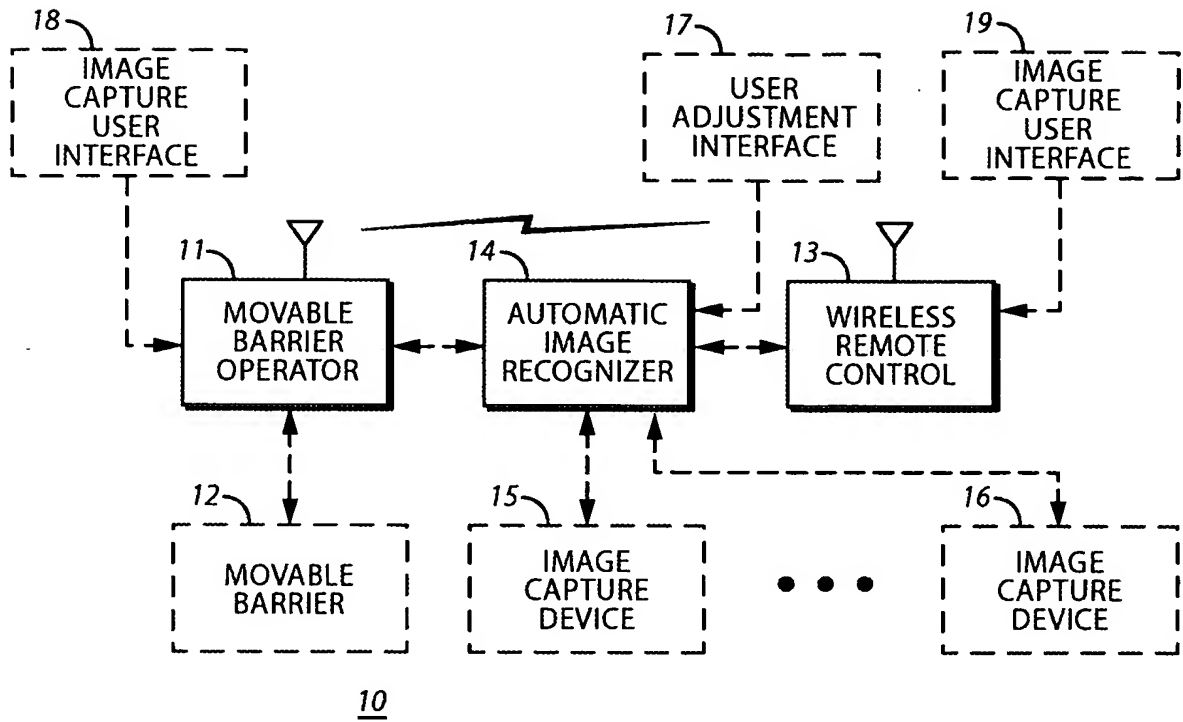 18
IMAGE
CAPTURE
USER
INTERFACE
17
USER
ADJUSTMENT
INTERFACE
19
IMAGE
CAPTURE
USER
INTERFACE
11
MOVABLE
BARRIER
OPERATOR
14
AUTOMATIC
IMAGE
RECOGNIZER
13
WIRELESS
REMOTE
CONTROL
12
MOVABLE
BARRIER
15
IMAGE
CAPTURE
DEVICE
16
IMAGE
CAPTURE
DEVICE
10